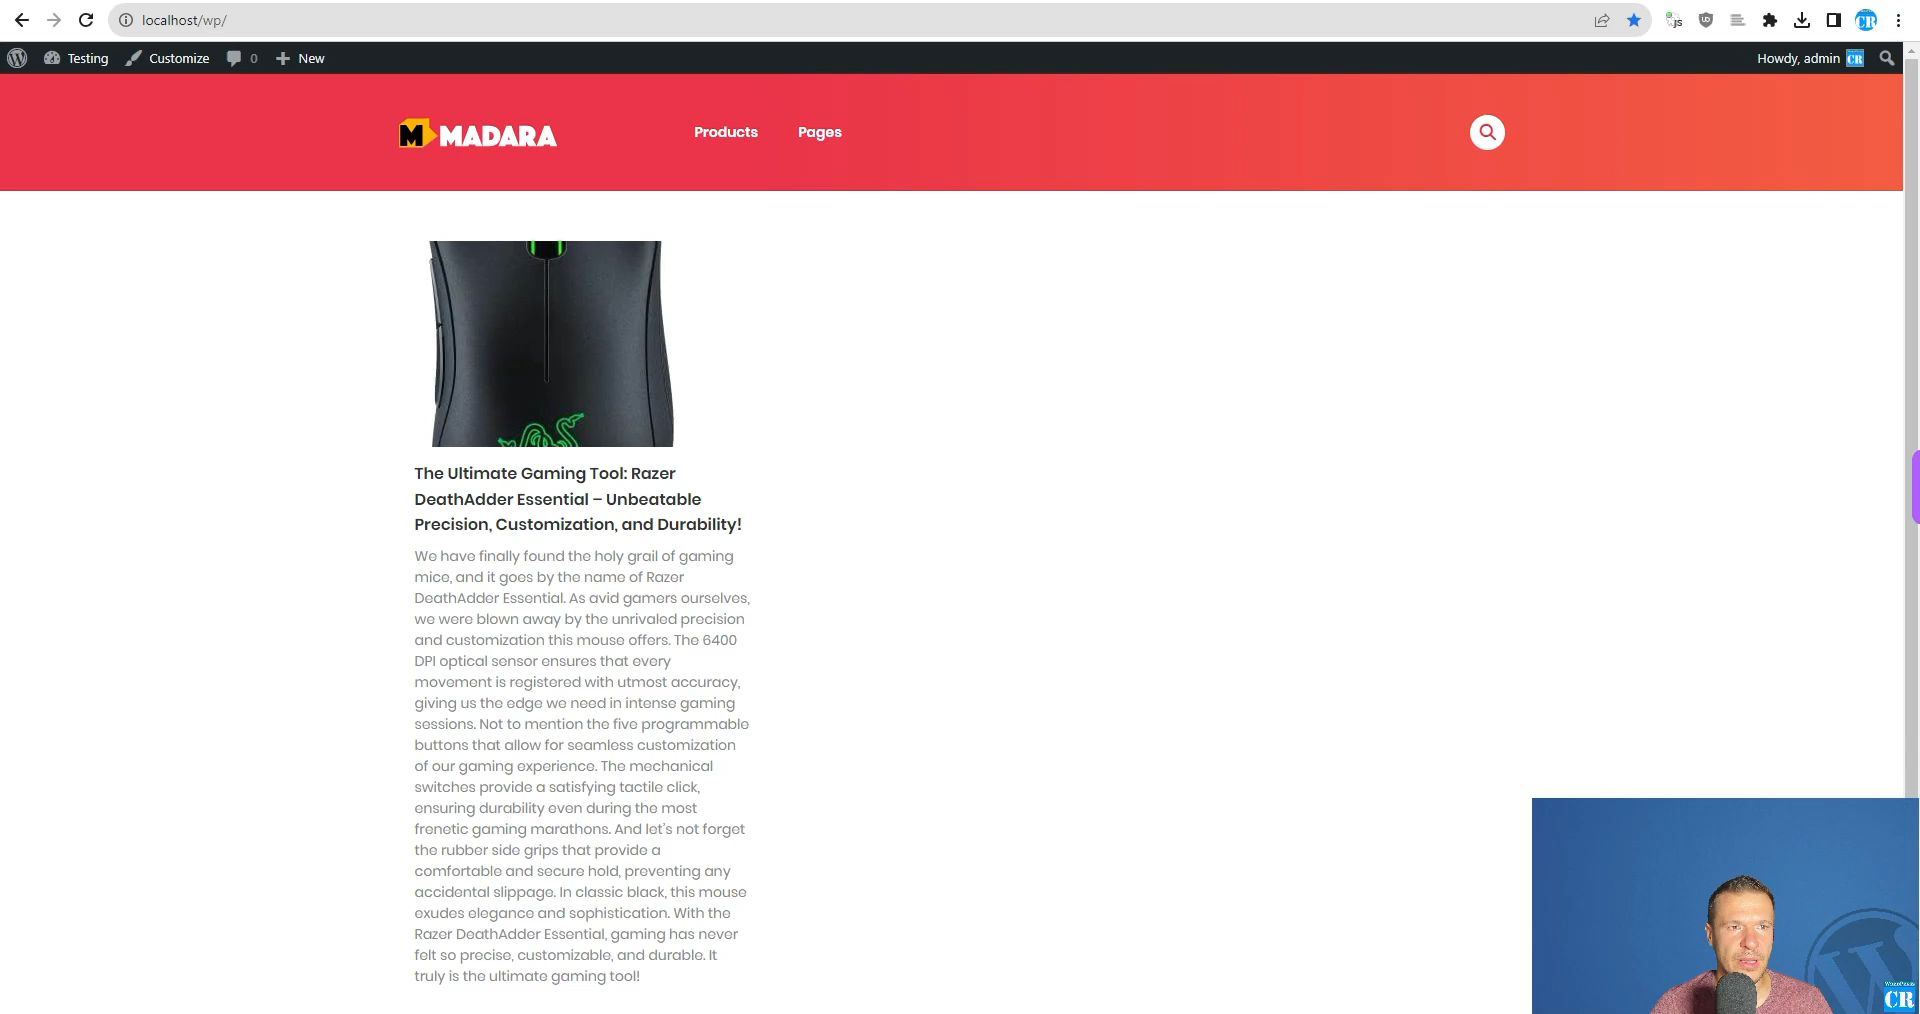 localhost/wp/
JS
UD
CR
Testing
Customize
0
New
Howdy, admin
CR
M MADARA
Products
Pages
The Ultimate Gaming Tool: Razer
DeathAdder Essential – Unbeatable
Precision, Customization, and Durability!
We have finally found the holy grail of gaming
mice, and it goes by the name of Razer
DeathAdder Essential. As avid gamers ourselves,
we were blown away by the unrivaled precision
and customization this mouse offers. The 6400
DPI optical sensor ensures that every
movement is registered with utmost accuracy,
giving us the edge we need in intense gaming
sessions. Not to mention the five programmable
buttons that allow for seamless customization
of our gaming experience. The mechanical
switches provide a satisfying tactile click,
ensuring durability even during the most
frenetic gaming marathons. And let's not forget
the rubber side grips that provide a
comfortable and secure hold, preventing any
accidental slippage. In classic black, this mouse
exudes elegance and sophistication. With the
Razer DeathAdder Essential, gaming has never
felt so precise, customizable, and durable. It
truly is the ultimate gaming tool!
WORDPRESS
CR